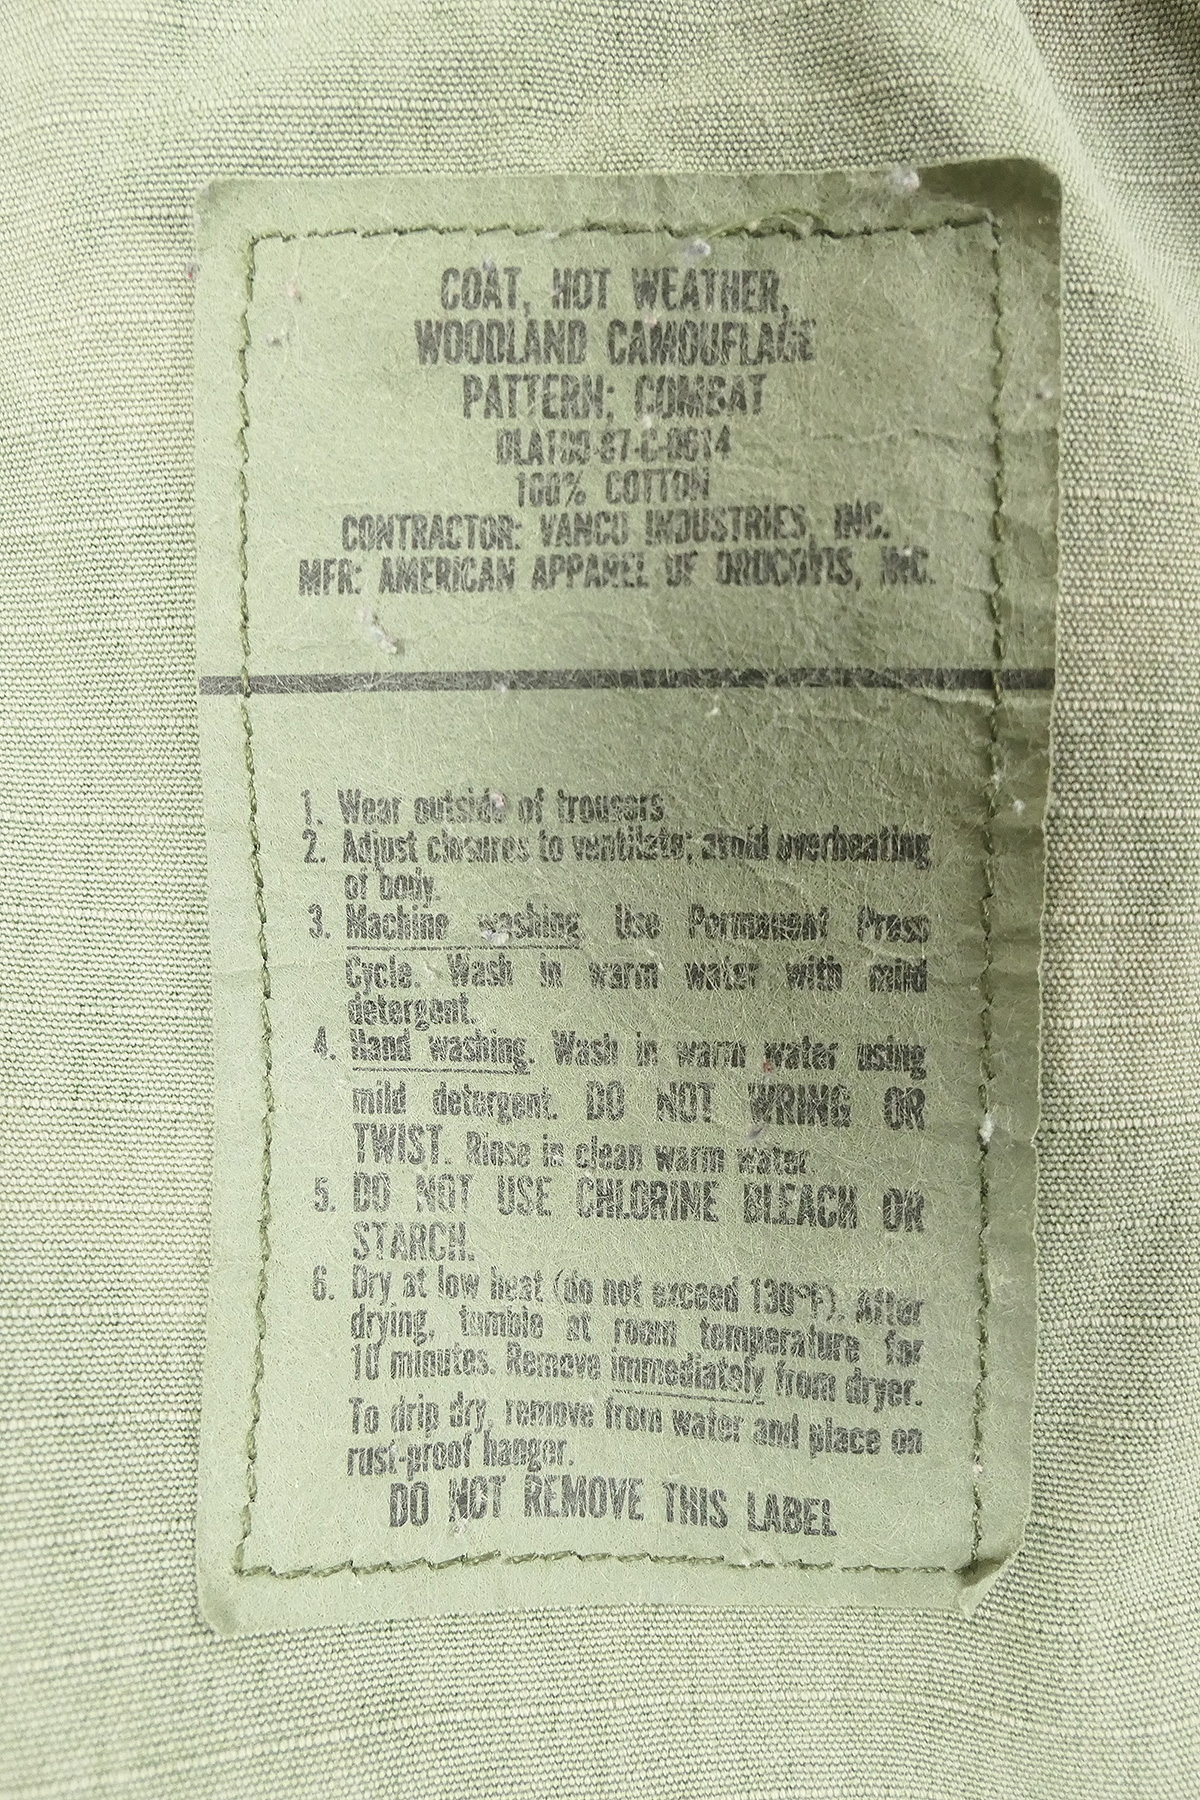 COAT, HOT WEATHER,
WOODLAND CAMOUFLAGE
PATTERN; COMBAT
DLA100-87-C-0614
100% COTTON
CONTRACTOR: VANCO INDUSTRIES, INC.
MFR: AMERICAN APPAREL OF OROCOVIS, INC.
1. Wear outside of trousers
2. Adjust closures to ventilate; avoid overheating
of body.
3. Machine washing Use Permanent Press
Cycle. Wash in warm water with mild
detergent.
4. Hand washing. Wash in warm water using
mild detergent. DO NOT WRING OR
TWIST. Rinse in clean warm water.
5. DO NOT USE CHLORINE BLEACH OR
STARCH.
6. Dry at low heat (do not exceed 130°F). After
drying, tumble at room temperature for
10 minutes. Remove immediately from dryer.
To drip dry, remove from water and place on
rust-proof hanger.
DO NOT REMOVE THIS LABEL